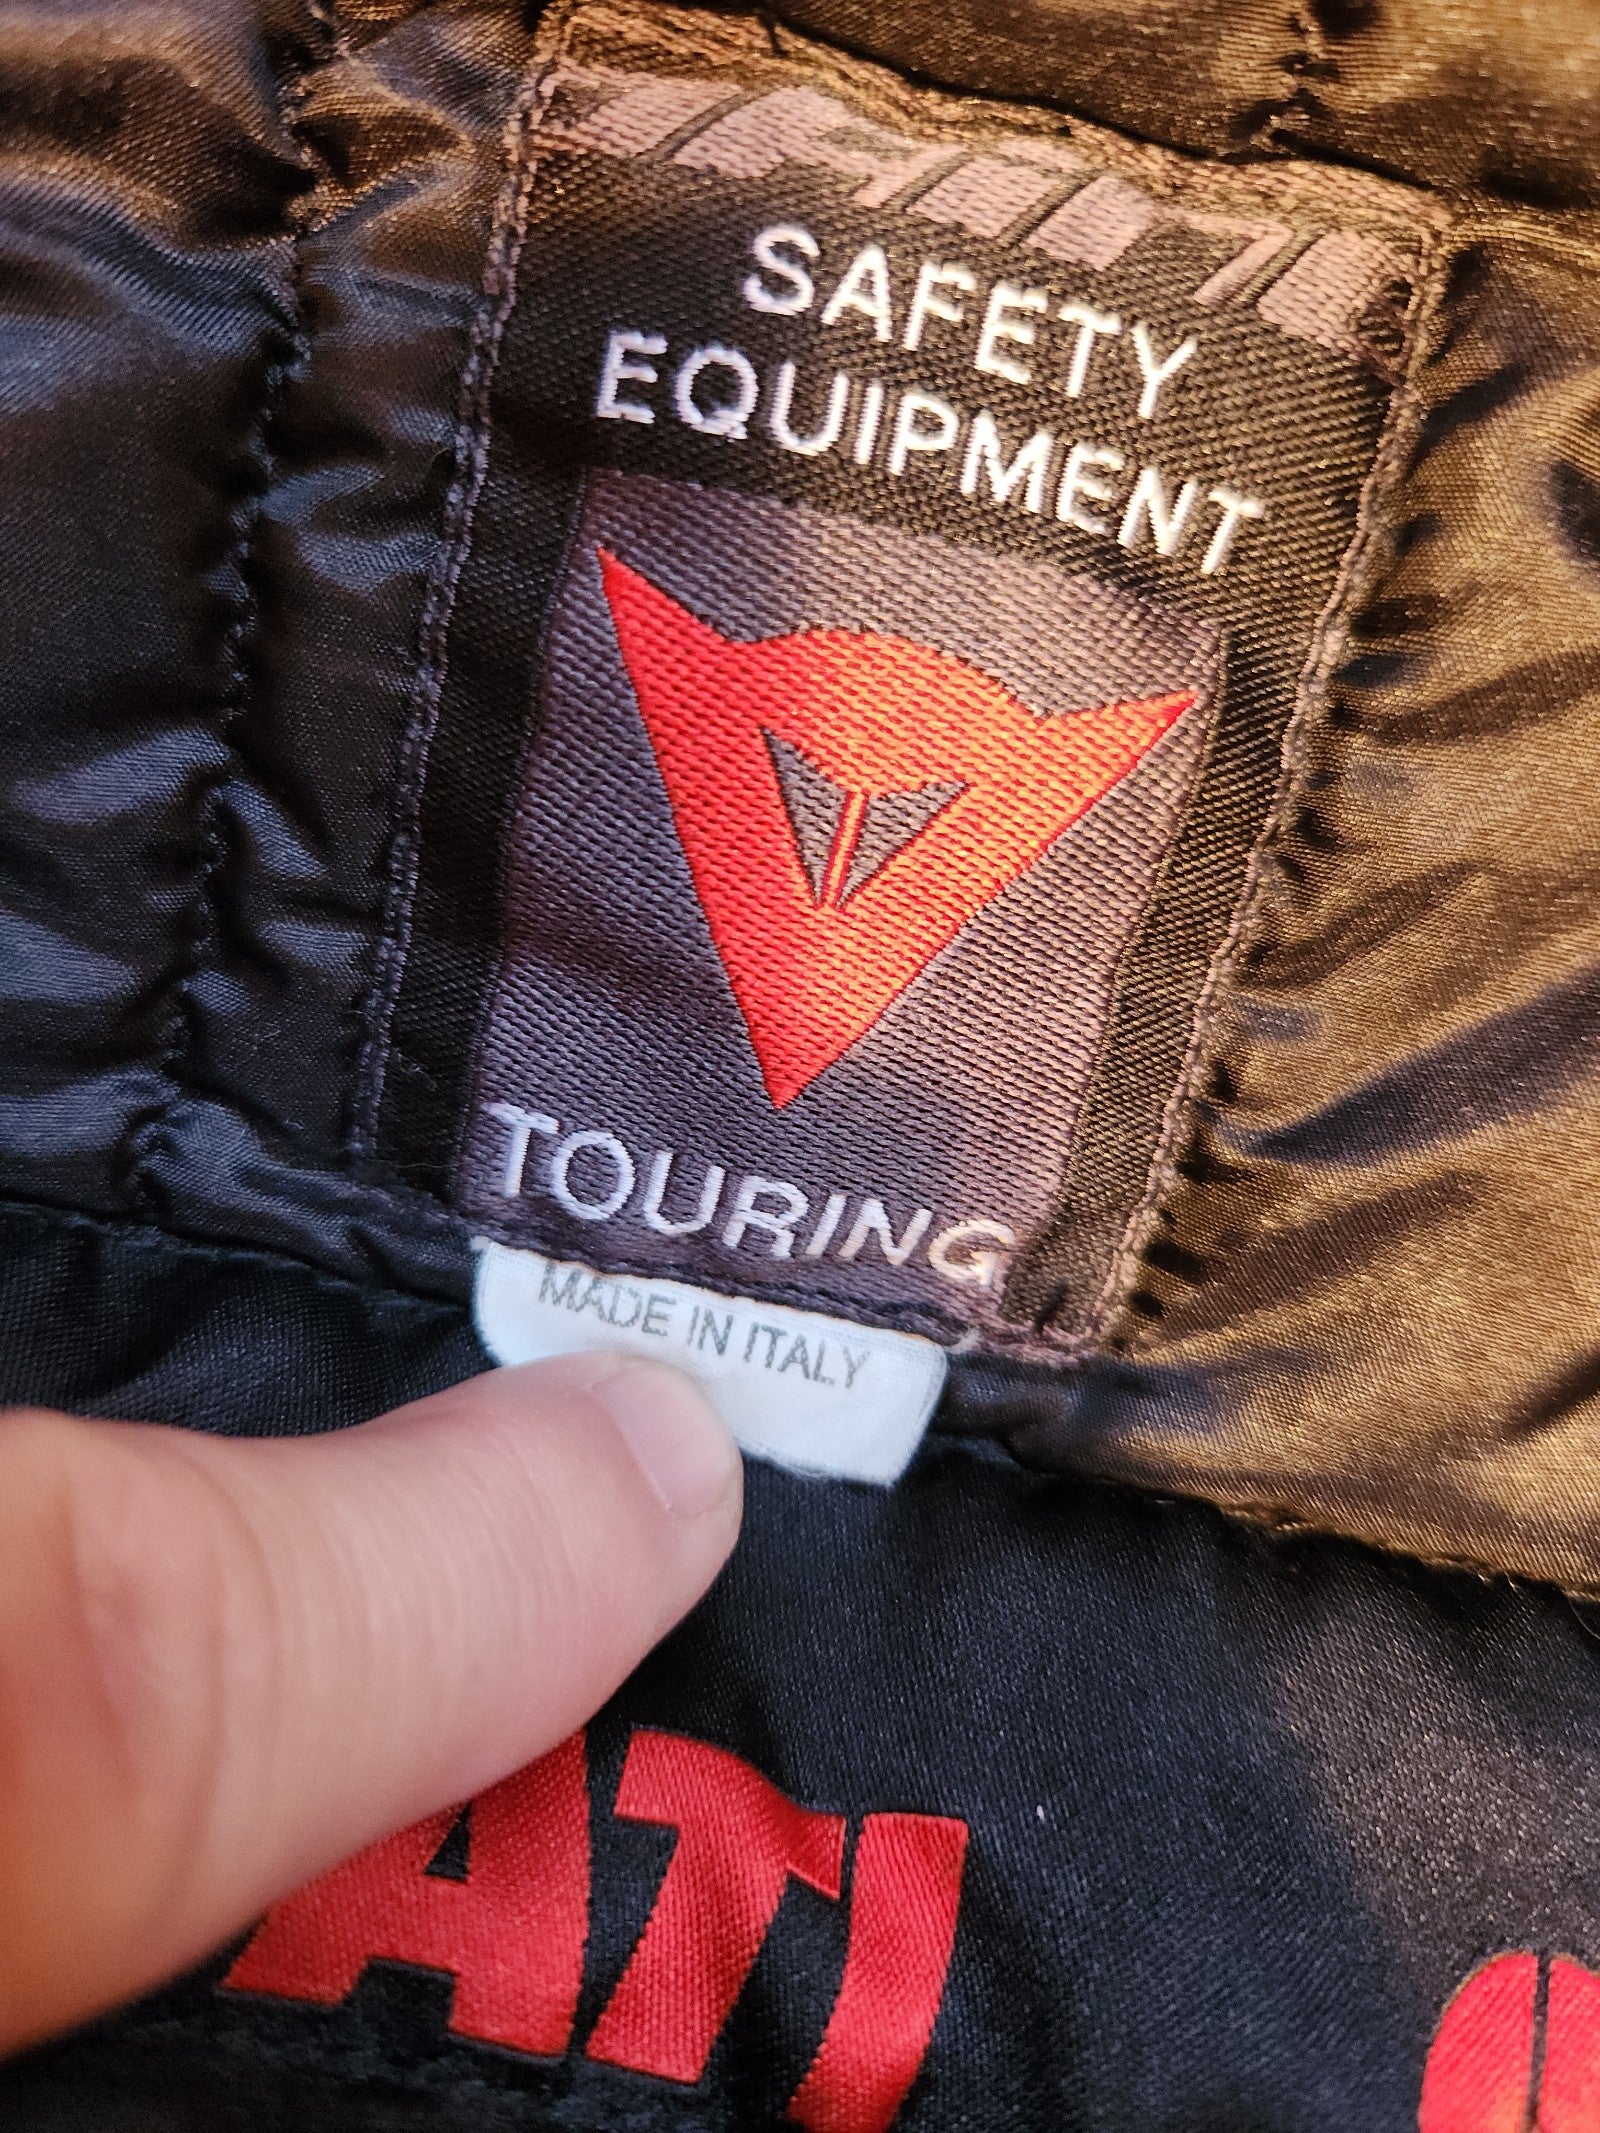 SAFETY
EQUIPMENT
TOURING
MADE IN ITALY
ATI